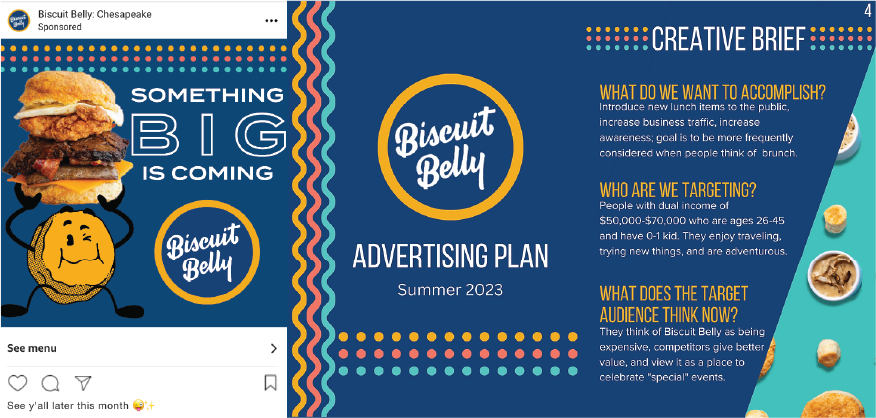 Biscuit Belly: Chesapeake
Sponsored
SOMETHING
BIG
IS COMING
Biscuit
Belly
See menu
See y'all later this month 😜✨
Biscuit
Belly
ADVERTISING PLAN
Summer 2023
4
CREATIVE BRIEF
WHAT DO WE WANT TO ACCOMPLISH?
Introduce new lunch items to the public,
increase business traffic, increase
awareness; goal is to be more frequently
considered when people think of brunch.
WHO ARE WE TARGETING?
People with dual income of
$50,000-$70,000 who are ages 26-45
and have 0-1 kid. They enjoy traveling,
trying new things, and are adventurous.
WHAT DOES THE TARGET
AUDIENCE THINK NOW?
They think of Biscuit Belly as being
expensive, competitors give better
value, and view it as a place to
celebrate "special" events.